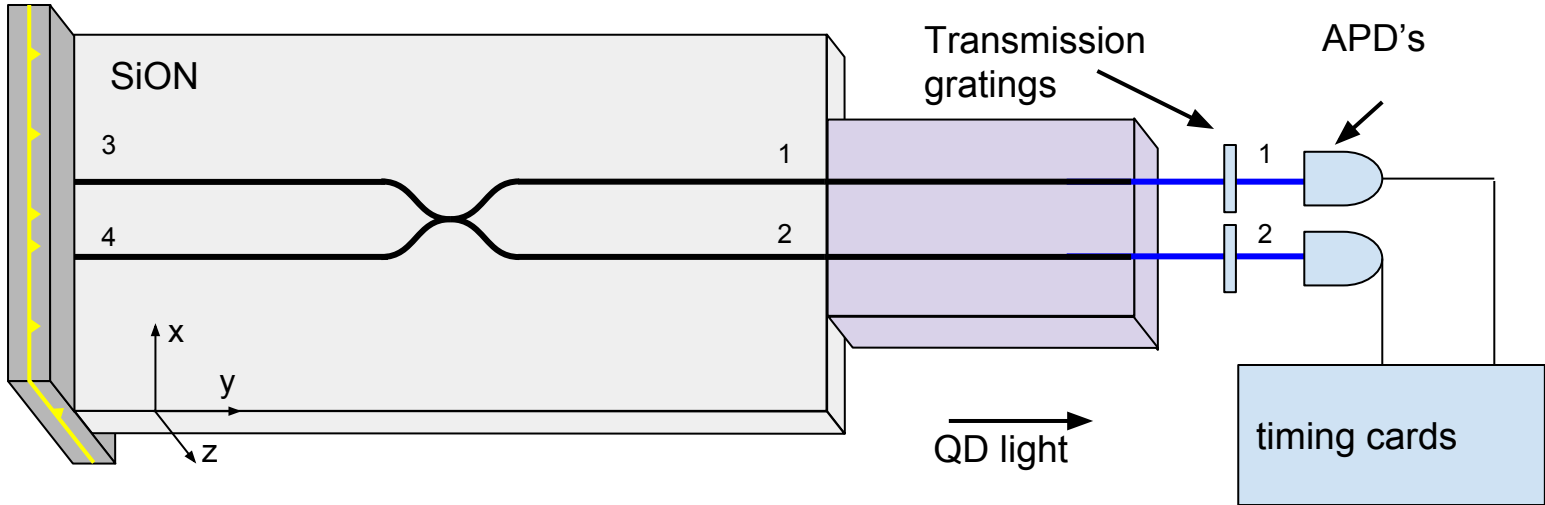 SiON
3
4
1
2
x
y
z
Transmission
gratings
APD's
1
2
QD light
timing cards